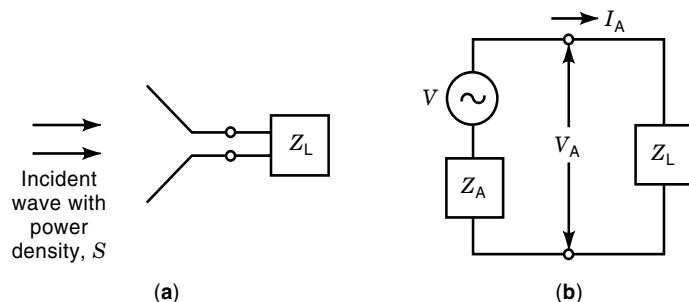 Z_L
Incident
wave with
power
density, S
(a)
I_A
V
V_A
Z_A
Z_L
(b)